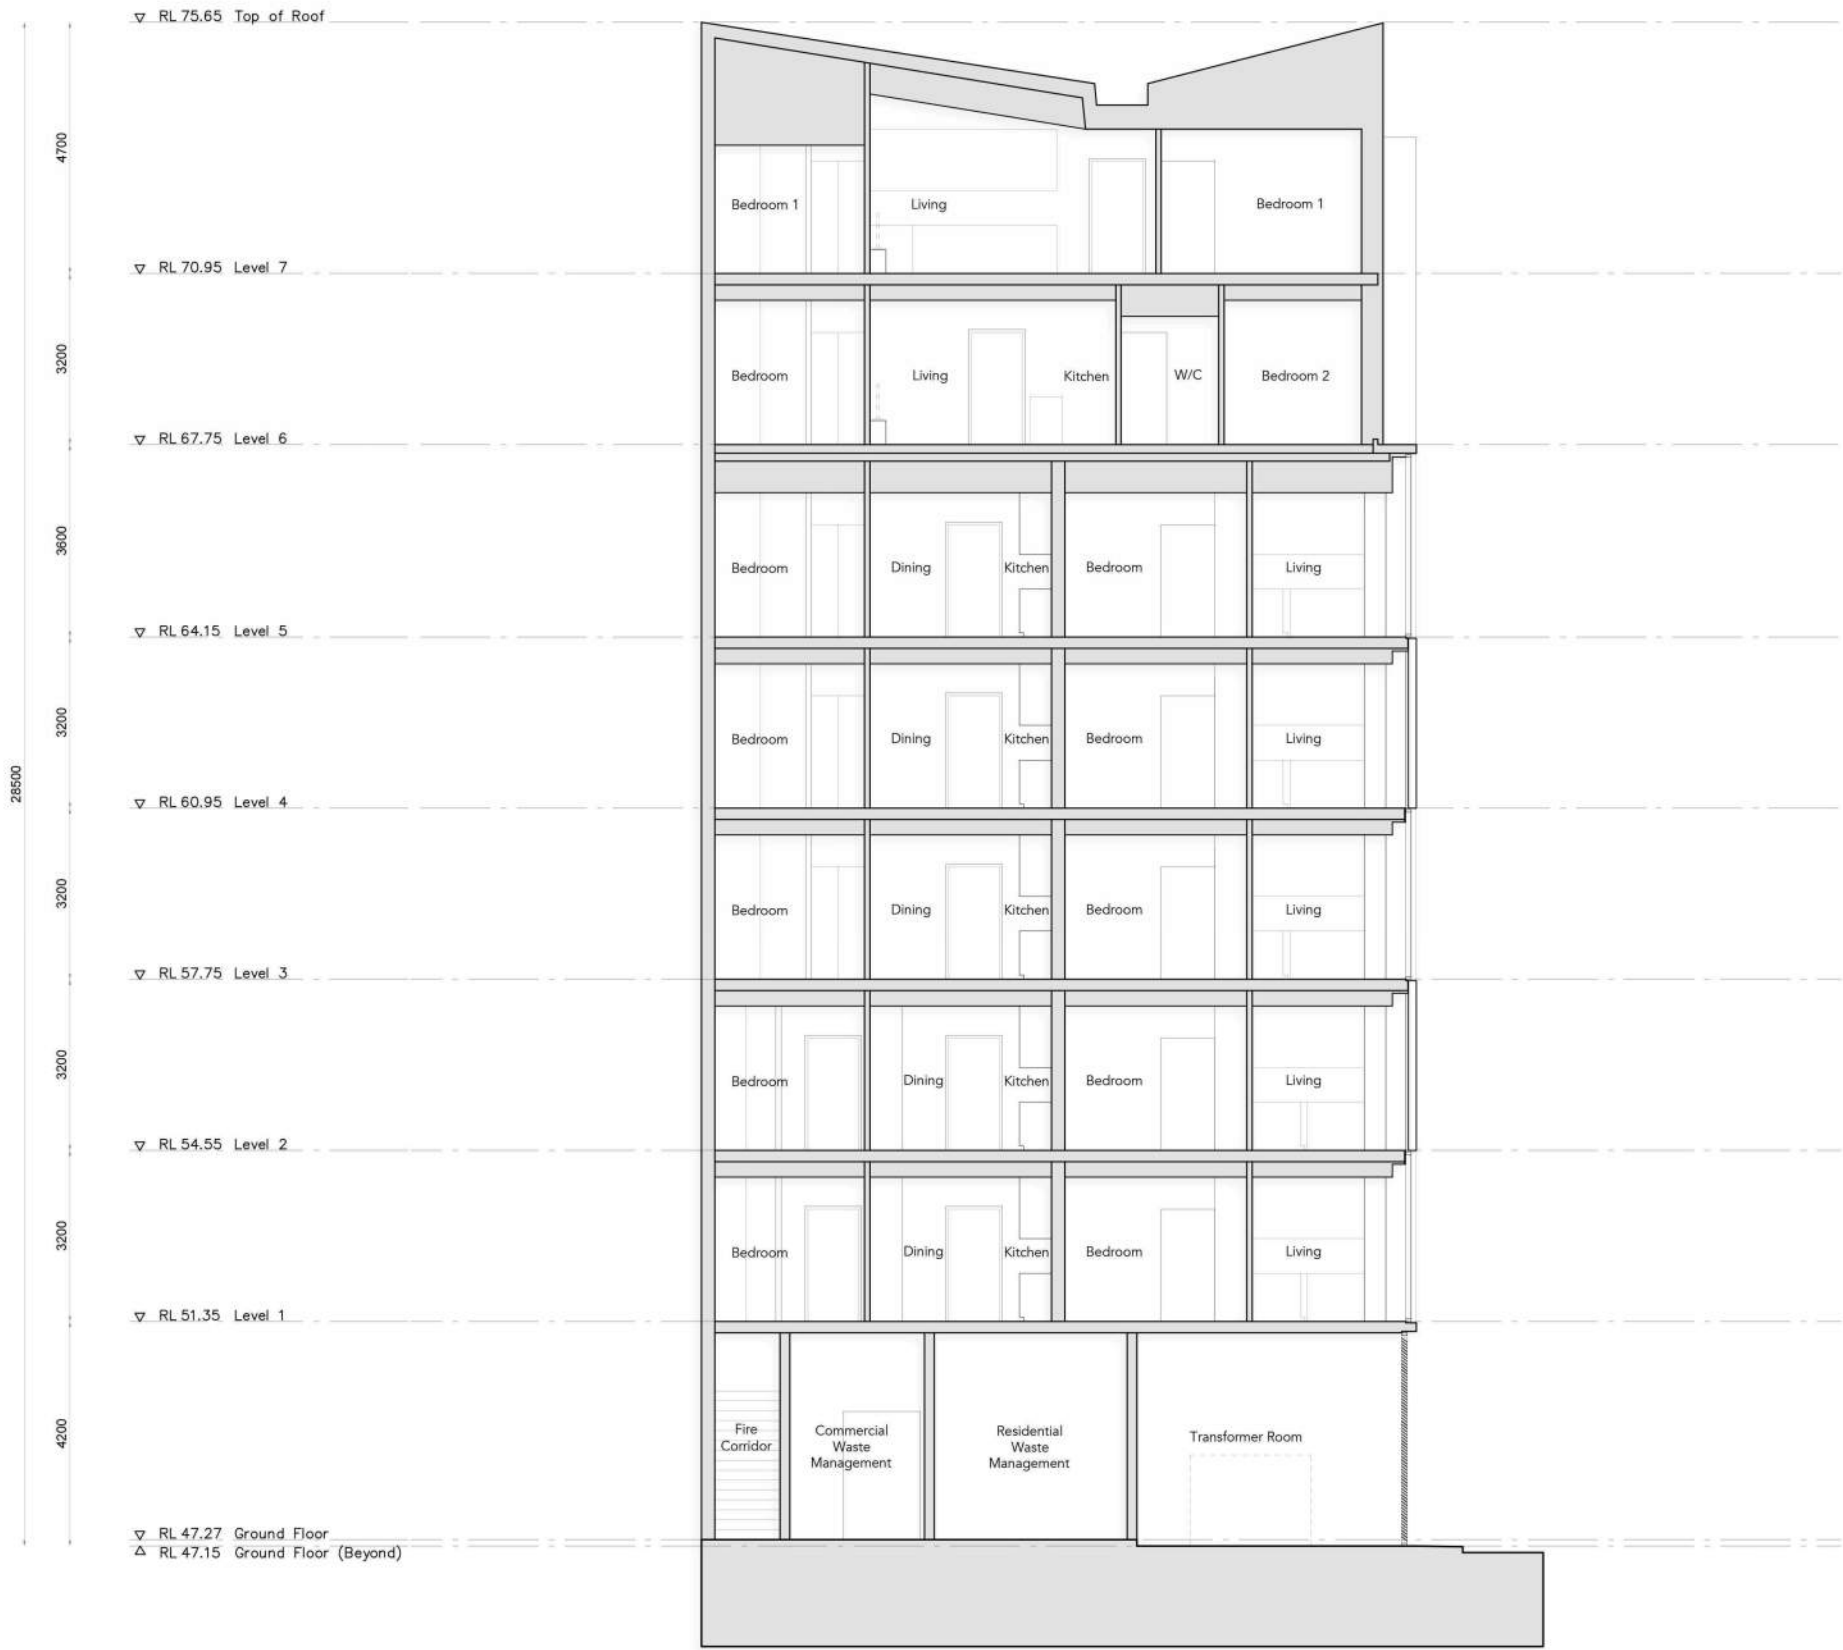 RL 75.65 Top of Roof
4700
Bedroom 1
Living
Bedroom 1
RL 70.95 Level 7
3200
Bedroom
Living
Kitchen
W/C
Bedroom 2
RL 67.75 Level 6
3600
Bedroom
Dining
Kitchen
Bedroom
Living
RL 64.15 Level 5
3200
Bedroom
Dining
Kitchen
Bedroom
Living
28500
RL 60.95 Level 4
3200
Bedroom
Dining
Kitchen
Bedroom
Living
RL 57.75 Level 3
3200
Bedroom
Dining
Kitchen
Bedroom
Living
RL 54.55 Level 2
3200
Bedroom
Dining
Kitchen
Bedroom
Living
RL 51.35 Level 1
4200
Fire
Corridor
Commercial
Waste
Management
Residential
Waste
Management
Transformer Room
RL 47.27 Ground Floor
RL 47.15 Ground Floor (Beyond)